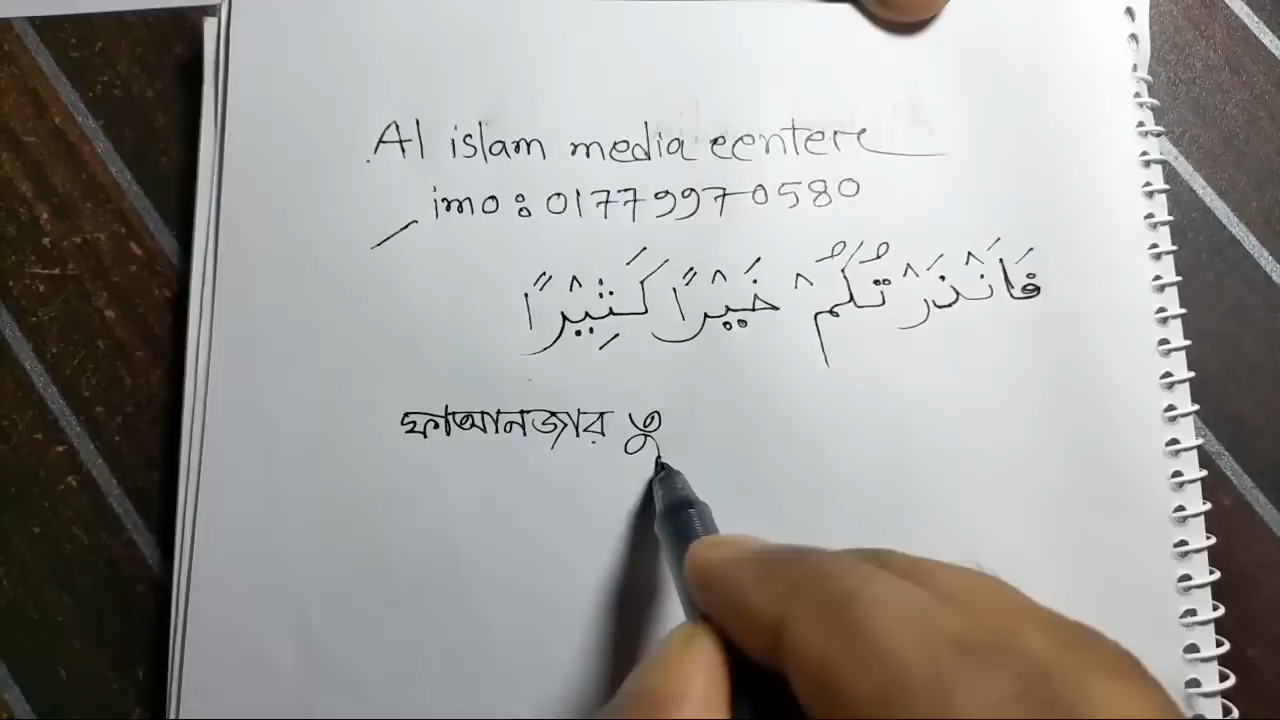 Al islam media centere
imo : 01779970580
فَاَنْذَرْتُكُمْ خَيْرًا كَثِيْرًا
ফাআনজার তু